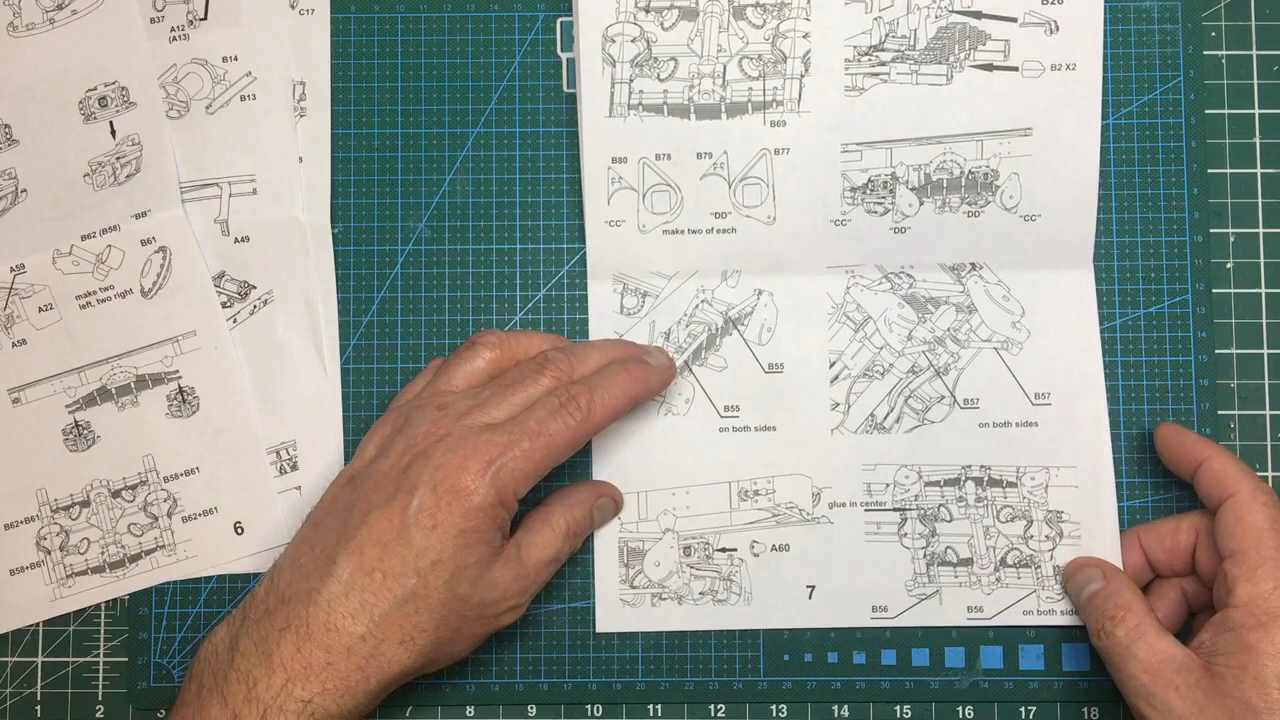 B37
A12
(A13)
C17
B14
B13
"BB"
B62 (B58)
B61
make two
left, two right
A59
A22
A58
A49
B58+B61
B62+B61
B62+B61
B58+B61
6
B69
B26
B2 X2
B80
B78
B79
B77
"CC"
"DD"
make two of each
"CC"
"DD"
"DD"
"CC"
B55
B55
on both sides
B57
B57
on both sides
glue in center
A60
B56
B56
on both side
7